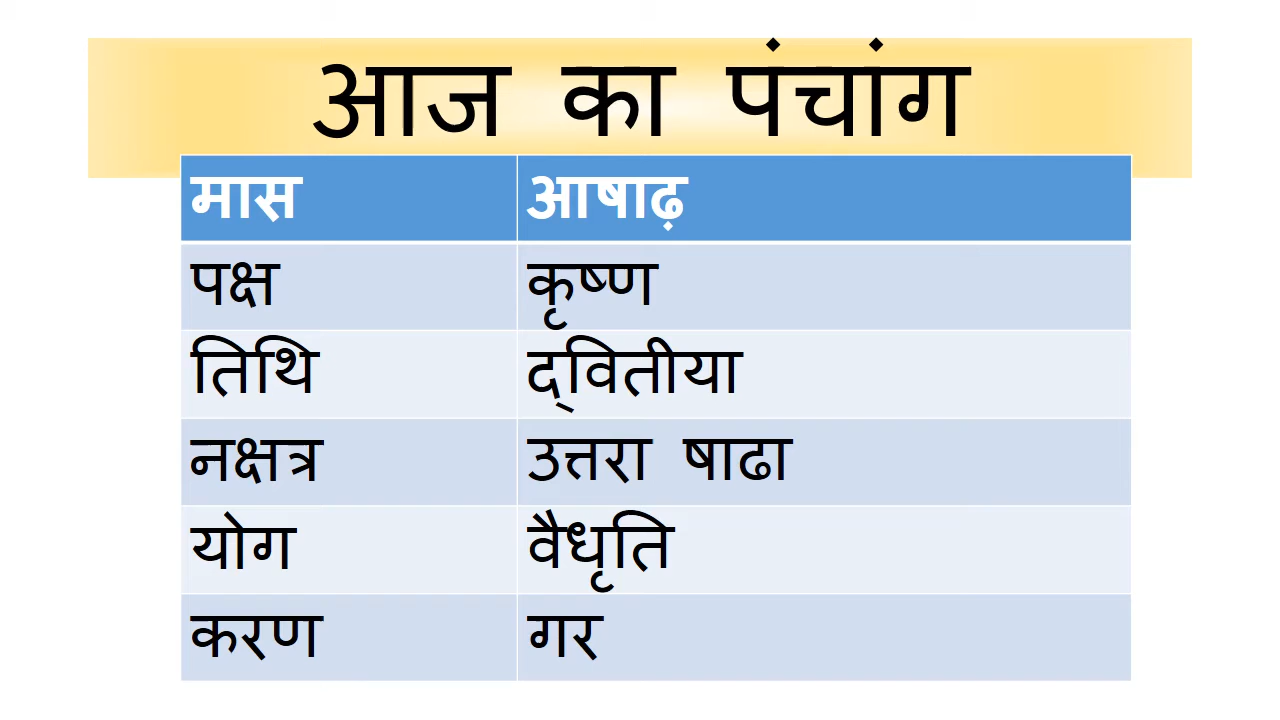 आज का पंचांग
मास आषाढ़
पक्ष कृष्ण
तिथि द्वितीया
नक्षत्र उत्तरा षाढा
योग वैधृति
करण गर